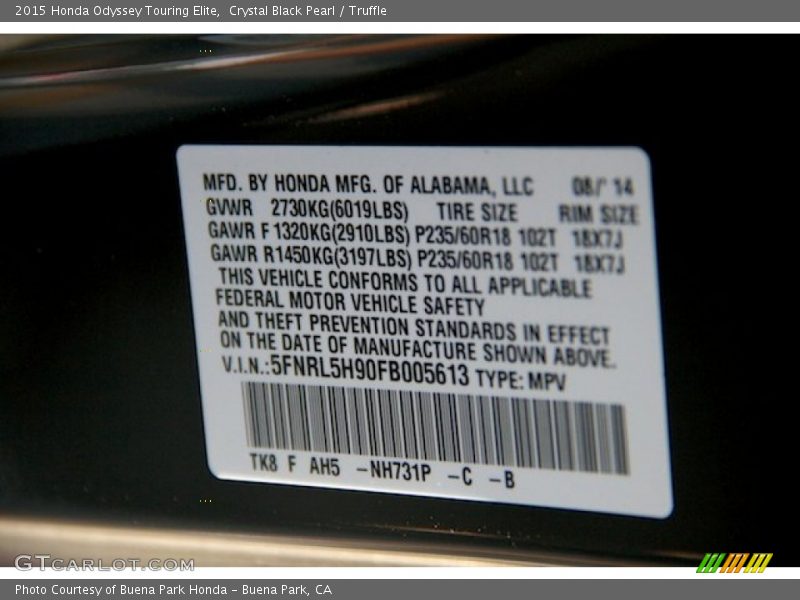 2015 Honda Odyssey Touring Elite,  Crystal Black Pearl / Truffle
MFD. BY HONDA MFG. OF ALABAMA, LLC 08/' 14
GVWR 2730KG(6019LBS) TIRE SIZE RIM SIZE
GAWR F 1320KG(2910LBS) P235/60R18 102T 18X7J
GAWR R1450KG(3197LBS) P235/60R18 102T 18X7J
THIS VEHICLE CONFORMS TO ALL APPLICABLE
FEDERAL MOTOR VEHICLE SAFETY
AND THEFT PREVENTION STANDARDS IN EFFECT
ON THE DATE OF MANUFACTURE SHOWN ABOVE.
V.I.N.:5FNRL5H90FB005613 TYPE: MPV
TK8 F AH5 -NH731P -C -B
GTCARLOT.COM
Photo Courtesy of Buena Park Honda - Buena Park, CA